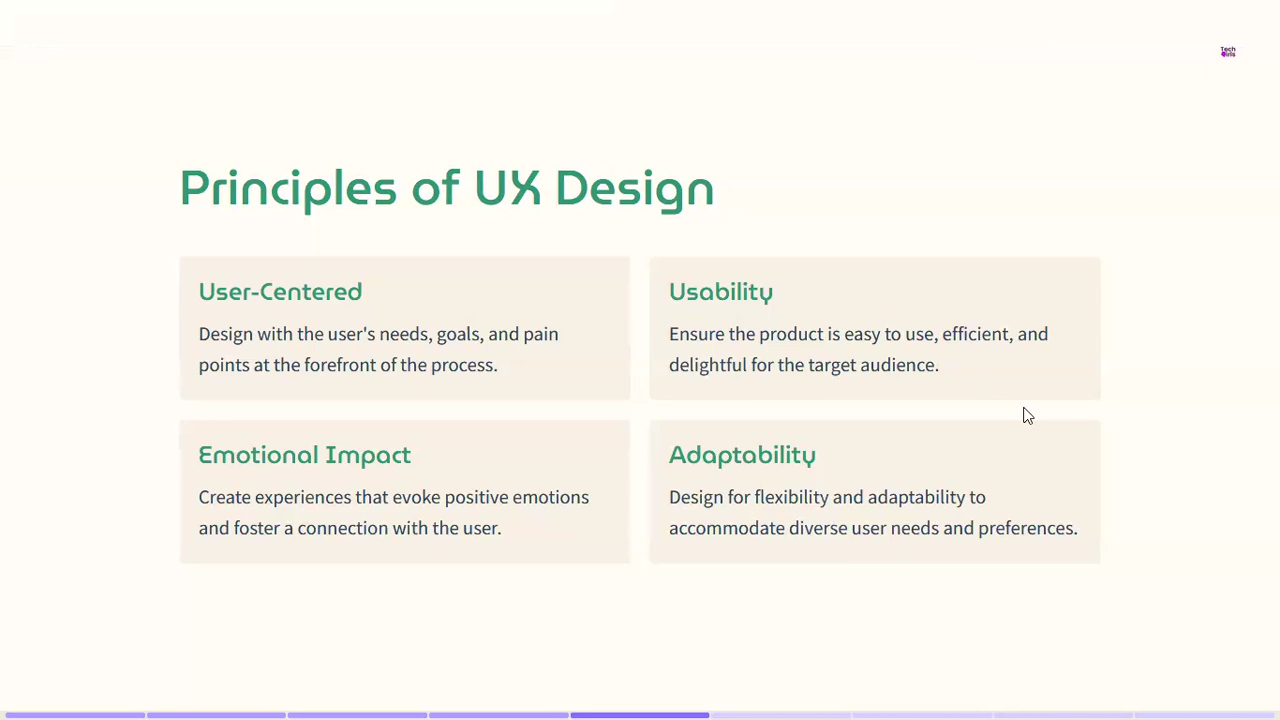 Tech
Girls
Principles of UX Design
User-Centered
Design with the user's needs, goals, and pain
points at the forefront of the process.
Usability
Ensure the product is easy to use, efficient, and
delightful for the target audience.
Emotional Impact
Create experiences that evoke positive emotions
and foster a connection with the user.
Adaptability
Design for flexibility and adaptability to
accommodate diverse user needs and preferences.